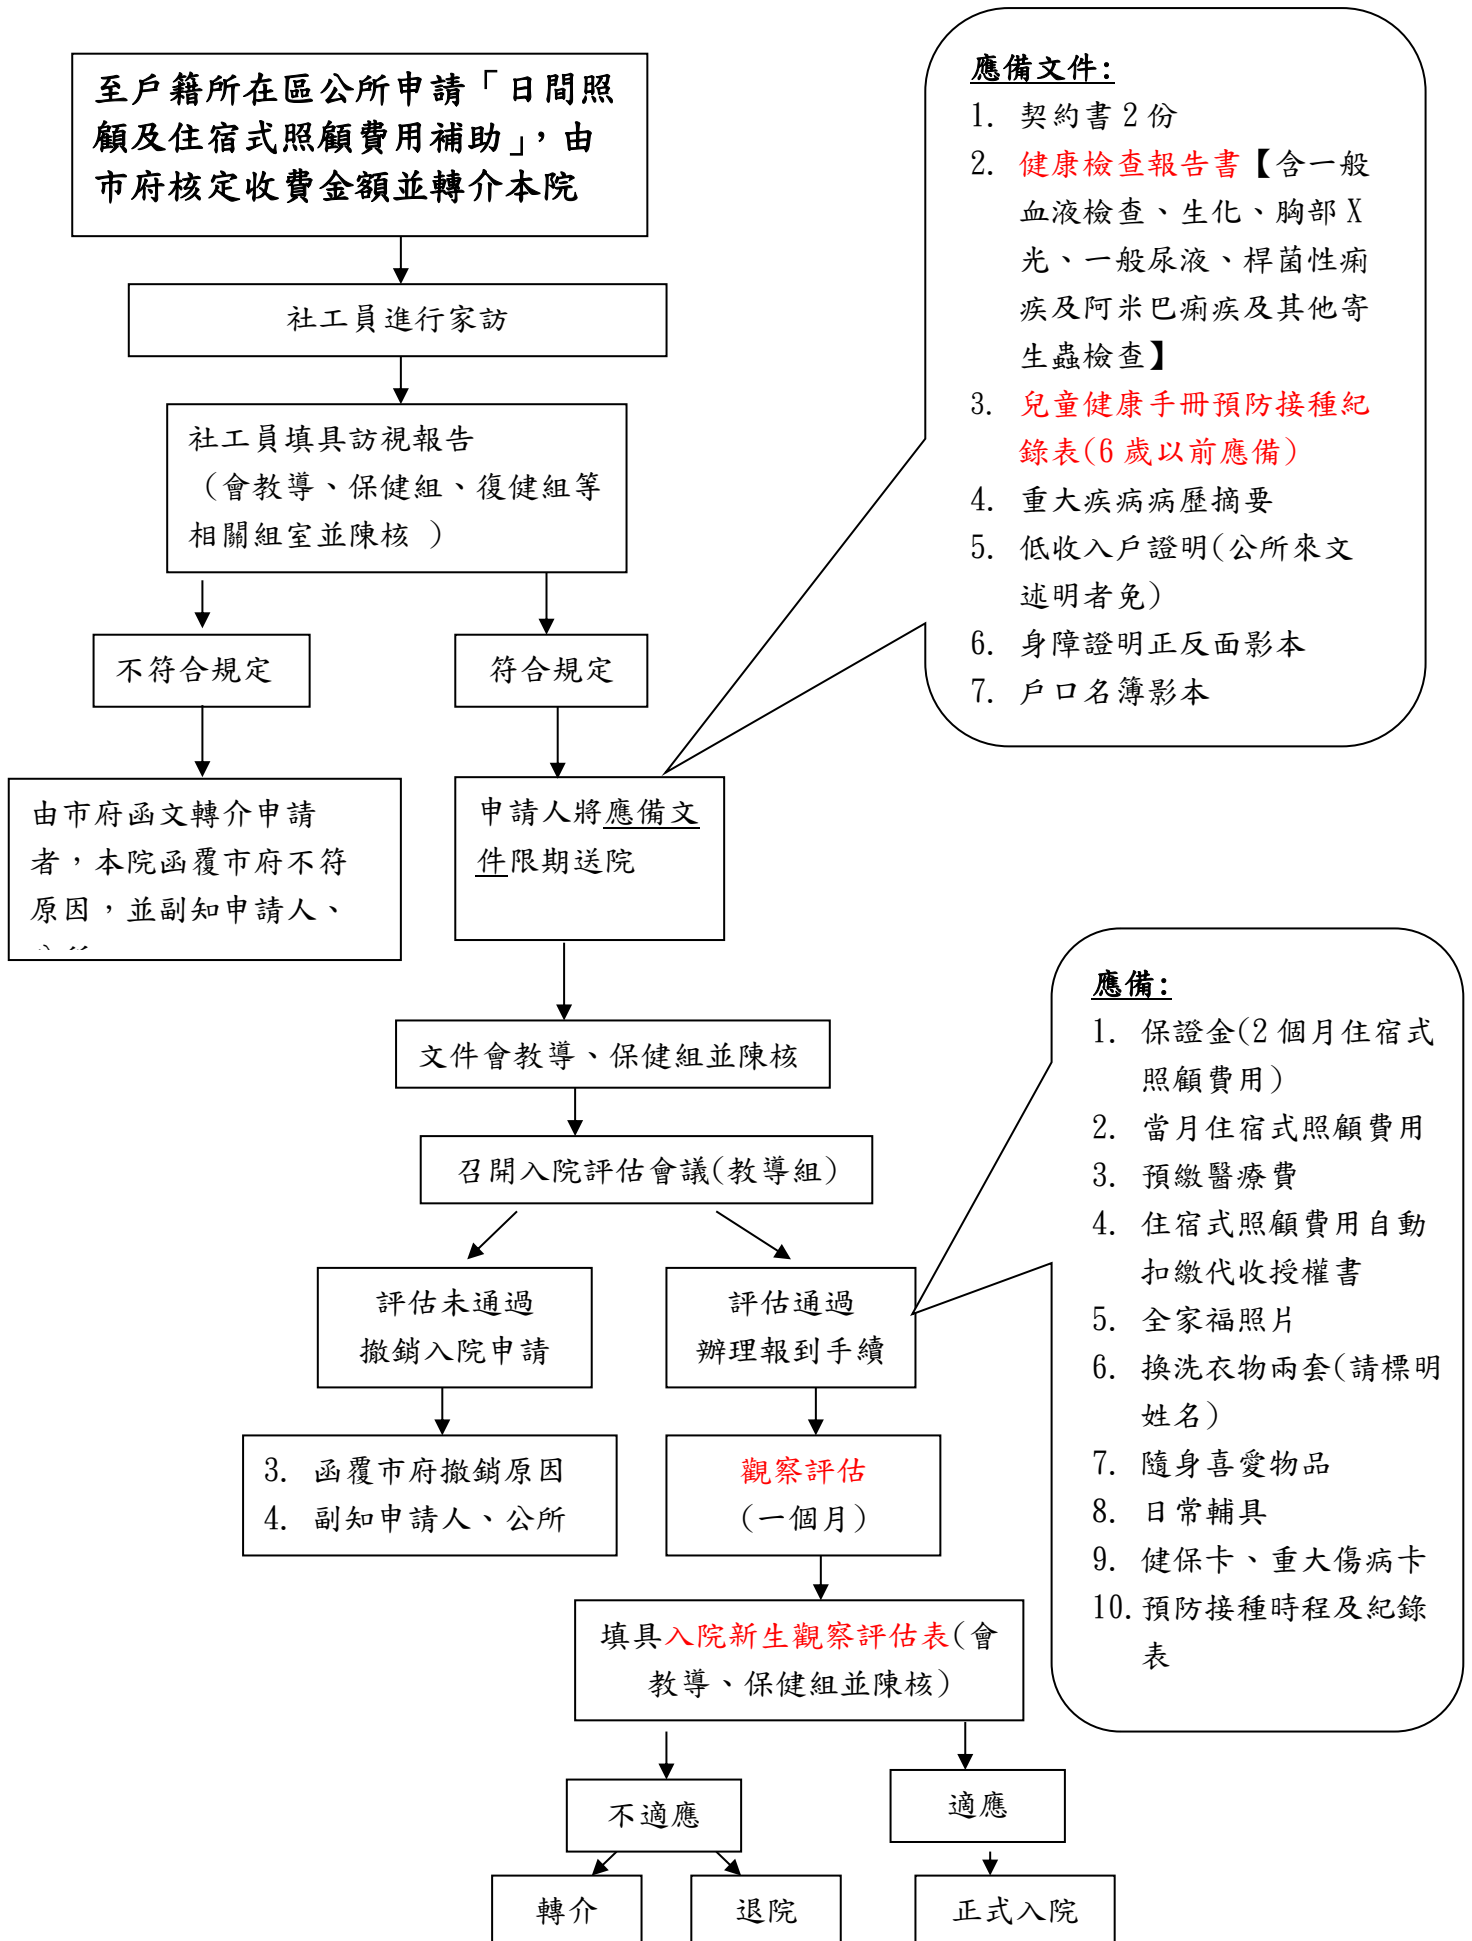 至戶籍所在區公所申請「日間照
顧及住宿式照顧費用補助」，由
市府核定收費金額並轉介本院
社工員進行家訪
社工員填具訪視報告
（會教導、保健組、復健組等
相關組室並陳核 ）
不符合規定
符合規定
由市府函文轉介申請
者，本院函覆市府不符
原因，並副知申請人、
申請人將應備文
件限期送院
應備文件:
1. 契約書 2 份
2. 健康檢查報告書【含一般
血液檢查、生化、胸部 X
光、一般尿液、桿菌性痢
疾及阿米巴痢疾及其他寄
生蟲檢查】
3. 兒童健康手冊預防接種紀
錄表(6 歲以前應備)
4. 重大疾病病歷摘要
5. 低收入戶證明(公所來文
述明者免)
6. 身障證明正反面影本
7. 戶口名簿影本
文件會教導、保健組並陳核
召開入院評估會議(教導組)
評估未通過
撤銷入院申請
評估通過
辦理報到手續
3. 函覆市府撤銷原因
4. 副知申請人、公所
觀察評估
(一個月)
應備:
1. 保證金(2 個月住宿式
照顧費用)
2. 當月住宿式照顧費用
3. 預繳醫療費
4. 住宿式照顧費用自動
扣繳代收授權書
5. 全家福照片
6. 換洗衣物兩套(請標明
姓名)
7. 隨身喜愛物品
8. 日常輔具
9. 健保卡、重大傷病卡
10. 預防接種時程及紀錄
表
填具入院新生觀察評估表(會
教導、保健組並陳核)
不適應
適應
轉介
退院
正式入院